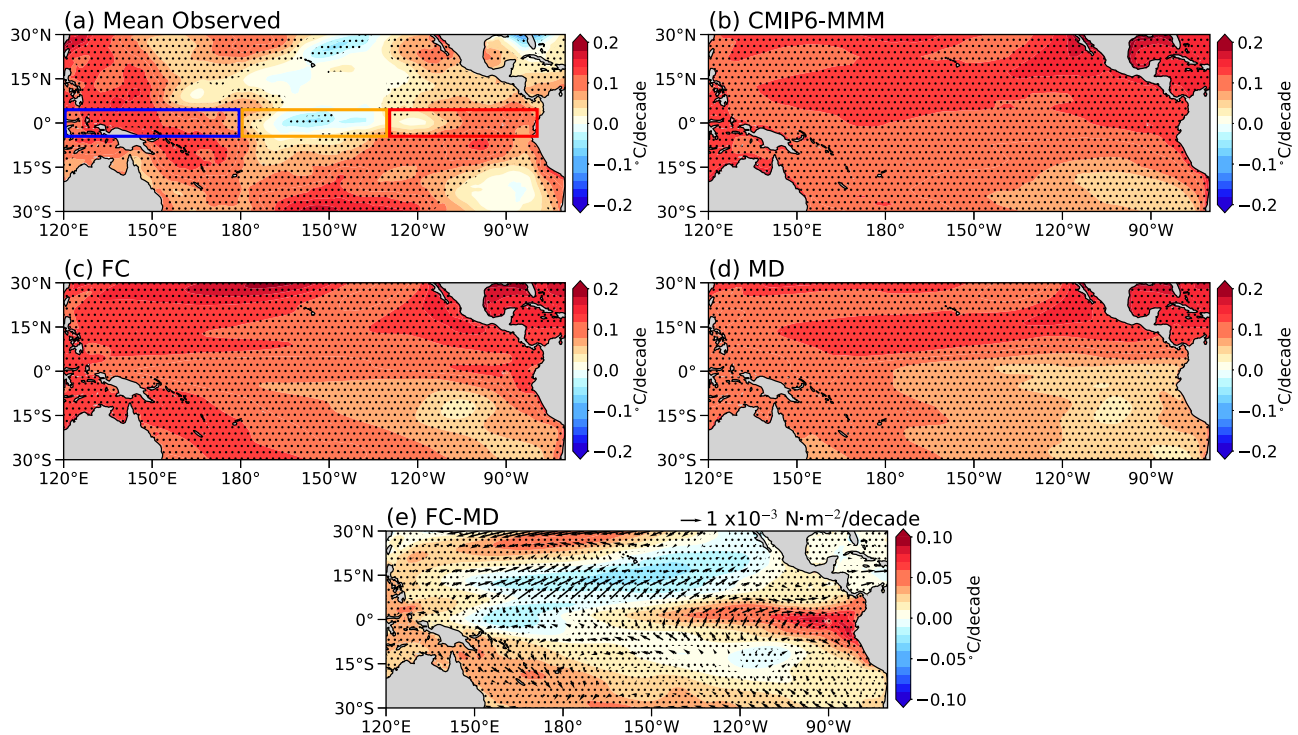 (a) Mean Observed
30°N
15°N
0°
15°S
30°S
120°E
150°E
180°
150°W
120°W
90°W
0.2
0.1
0.0
−0.1
−0.2
°C/decade
(b) CMIP6-MMM
30°N
15°N
0°
15°S
30°S
120°E
150°E
180°
150°W
120°W
90°W
0.2
0.1
0.0
−0.1
−0.2
°C/decade
(c) FC
30°N
15°N
0°
15°S
30°S
120°E
150°E
180°
150°W
120°W
90°W
0.2
0.1
0.0
−0.1
−0.2
°C/decade
(d) MD
30°N
15°N
0°
15°S
30°S
120°E
150°E
180°
150°W
120°W
90°W
0.2
0.1
0.0
−0.1
−0.2
°C/decade
(e) FC-MD
1 x10⁻³ N·m⁻²/decade
30°N
15°N
0°
15°S
30°S
120°E
150°E
180°
150°W
120°W
90°W
0.10
0.05
0.00
−0.05
−0.10
°C/decade